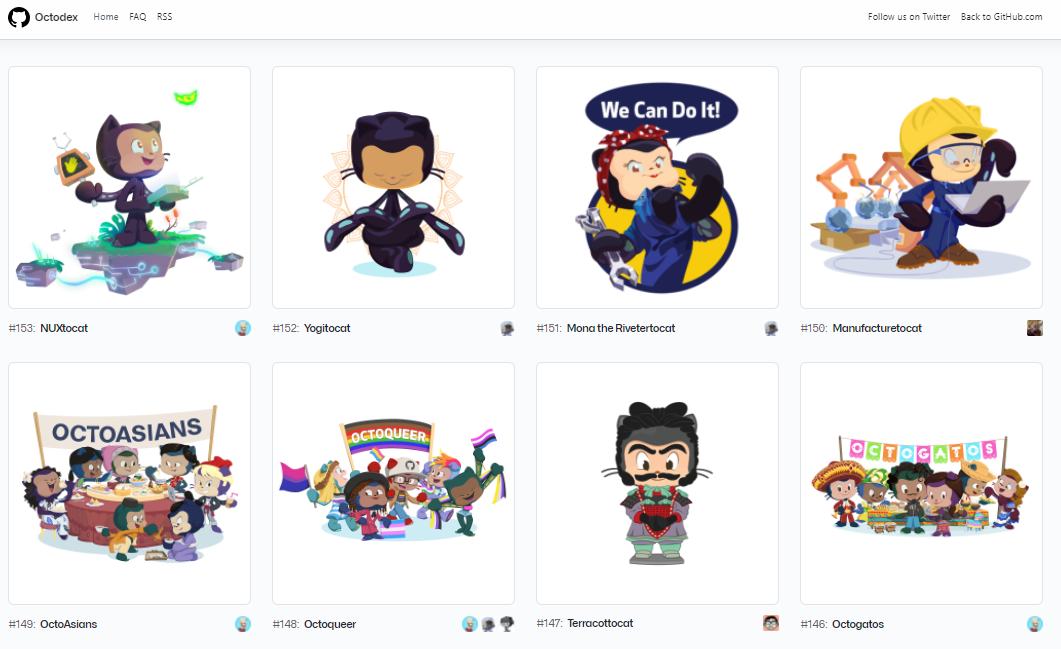 Octodex Home FAQ RSS Follow us on Twitter Back to GitHub.com
We Can Do It!
#153: NUXtocat
#152: Yogitocat
#151: Mona the Rivetertocat
#150: Manufacturetocat
OCTOASIANS
OCTOQUEER
OCTOGATOS
#149: OctoAsians
#148: Octoqueer
#147: Terracottocat
#146: Octogatos